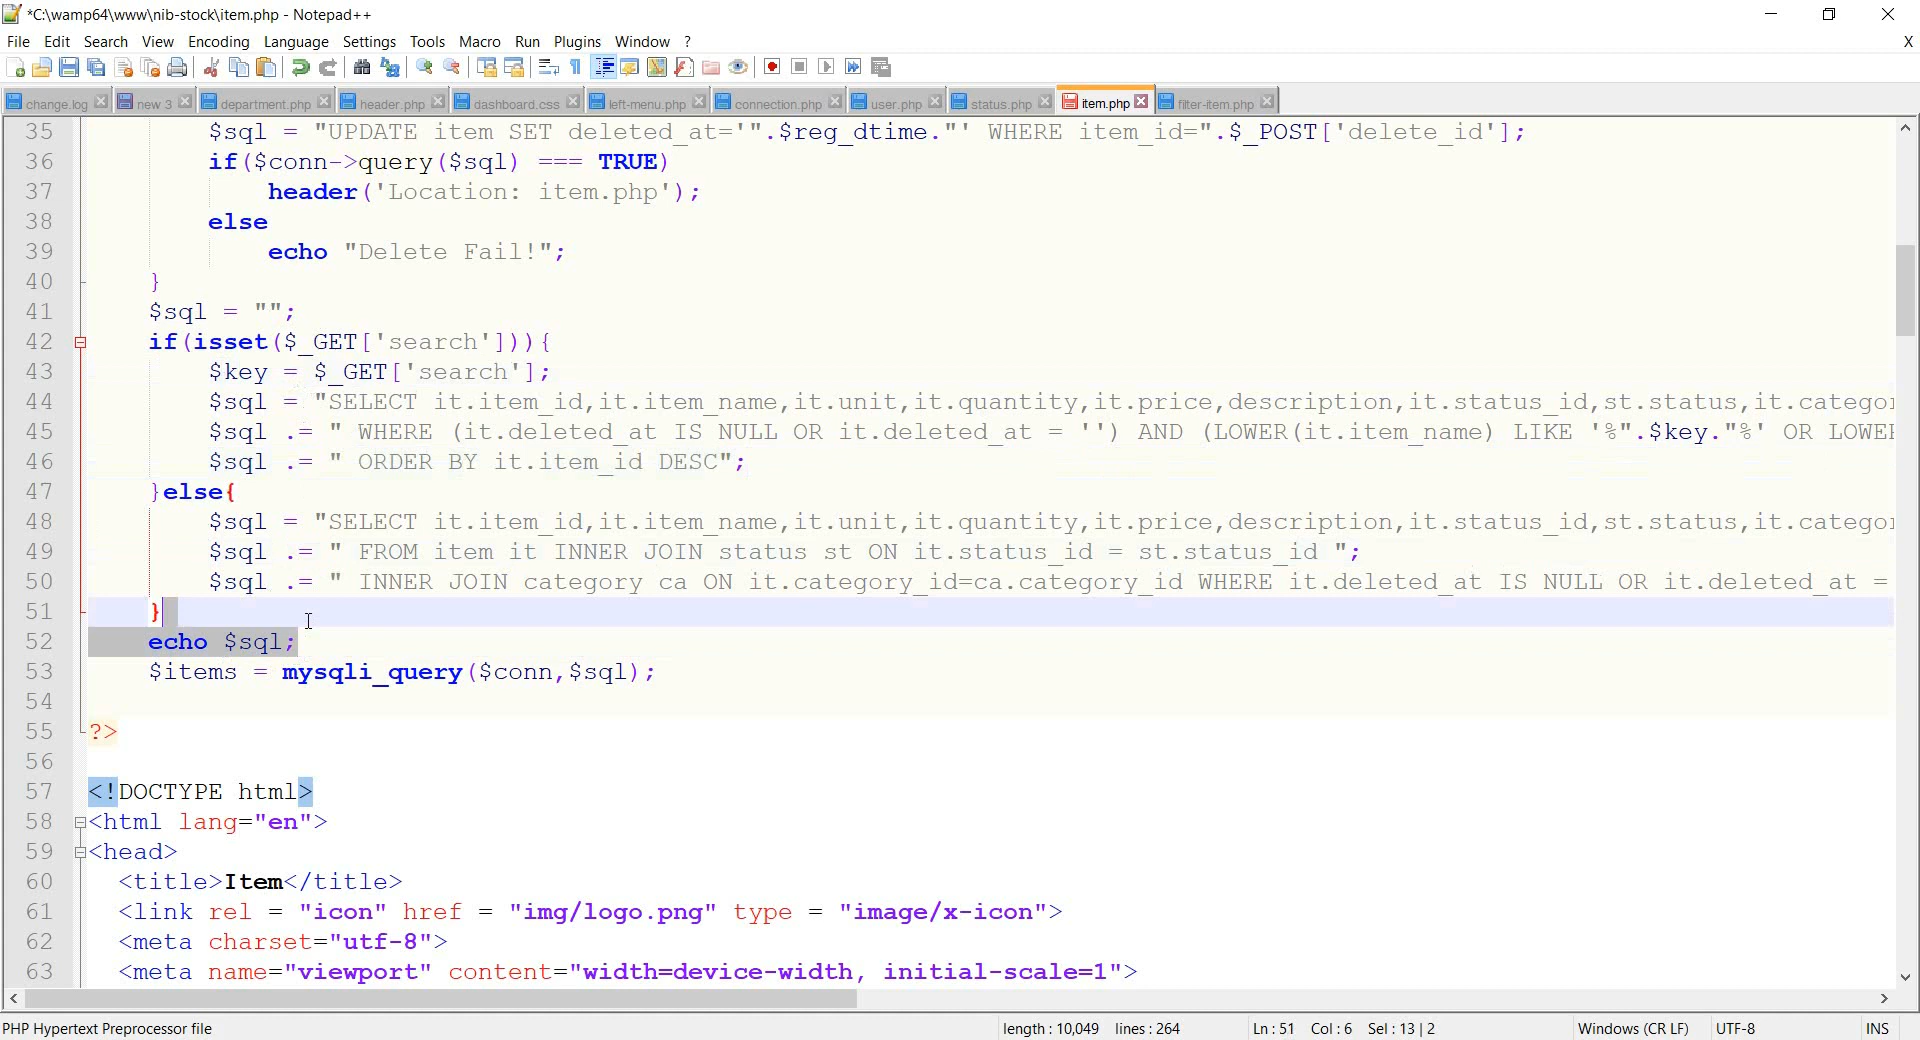 *C:\wamp64\www\nib-stock\item.php - Notepad++
File Edit Search View Encoding Language Settings Tools Macro Run Plugins Window ? X
change.log new 3 department.php header.php dashboard.css left-menu.php connection.php user.php status.php item.php filter-item.php
35 $sql = "UPDATE item SET deleted_at='".$reg_dtime."' WHERE item_id=".$_POST['delete_id'];
36 if($conn->query($sql) === TRUE)
37 header('Location: item.php');
38 else
39 echo "Delete Fail!";
40 }
41 $sql = "";
42 if(isset($_GET['search'])){
43 $key = $_GET['search'];
44 $sql = "SELECT it.item_id,it.item_name,it.unit,it.quantity,it.price,description,it.status_id,st.status,it.categor
45 $sql .= " WHERE (it.deleted_at IS NULL OR it.deleted_at = '') AND (LOWER(it.item_name) LIKE '%".$key."%' OR LOWER
46 $sql .= " ORDER BY it.item_id DESC";
47 }else{
48 $sql = "SELECT it.item_id,it.item_name,it.unit,it.quantity,it.price,description,it.status_id,st.status,it.categor
49 $sql .= " FROM item it INNER JOIN status st ON it.status_id = st.status_id ";
50 $sql .= " INNER JOIN category ca ON it.category_id=ca.category_id WHERE it.deleted_at IS NULL OR it.deleted_at =
51 }
52 echo $sql;
53 $items = mysqli_query($conn,$sql);
54
55 ?>
56
57 <!DOCTYPE html>
58 <html lang="en">
59 <head>
60 <title>Item</title>
61 <link rel = "icon" href = "img/logo.png" type = "image/x-icon">
62 <meta charset="utf-8">
63 <meta name="viewport" content="width=device-width, initial-scale=1">
PHP Hypertext Preprocessor file length : 10,049 lines : 264 Ln : 51 Col : 6 Sel : 13 | 2 Windows (CR LF) UTF-8 INS